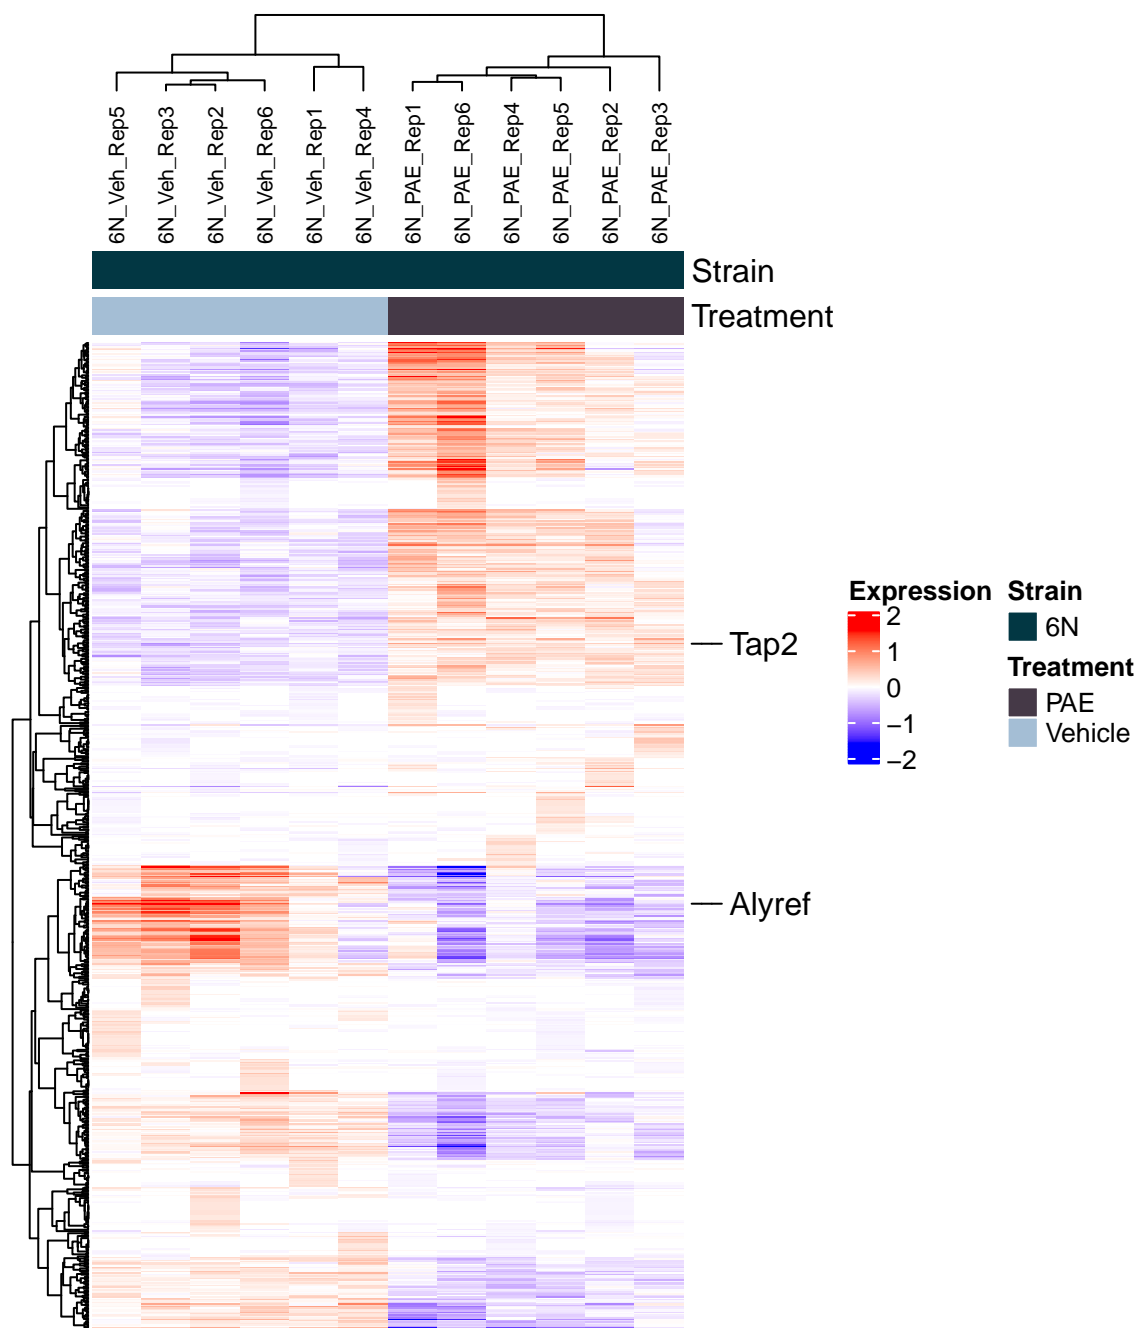 6N_Veh_Rep5
6N_Veh_Rep3
6N_Veh_Rep2
6N_Veh_Rep6
6N_Veh_Rep1
6N_Veh_Rep4
6N_PAE_Rep1
6N_PAE_Rep6
6N_PAE_Rep4
6N_PAE_Rep5
6N_PAE_Rep2
6N_PAE_Rep3
Strain
Treatment
Tap2
Alyref
Expression
2
1
0
−1
−2
Strain
6N
Treatment
PAE
Vehicle